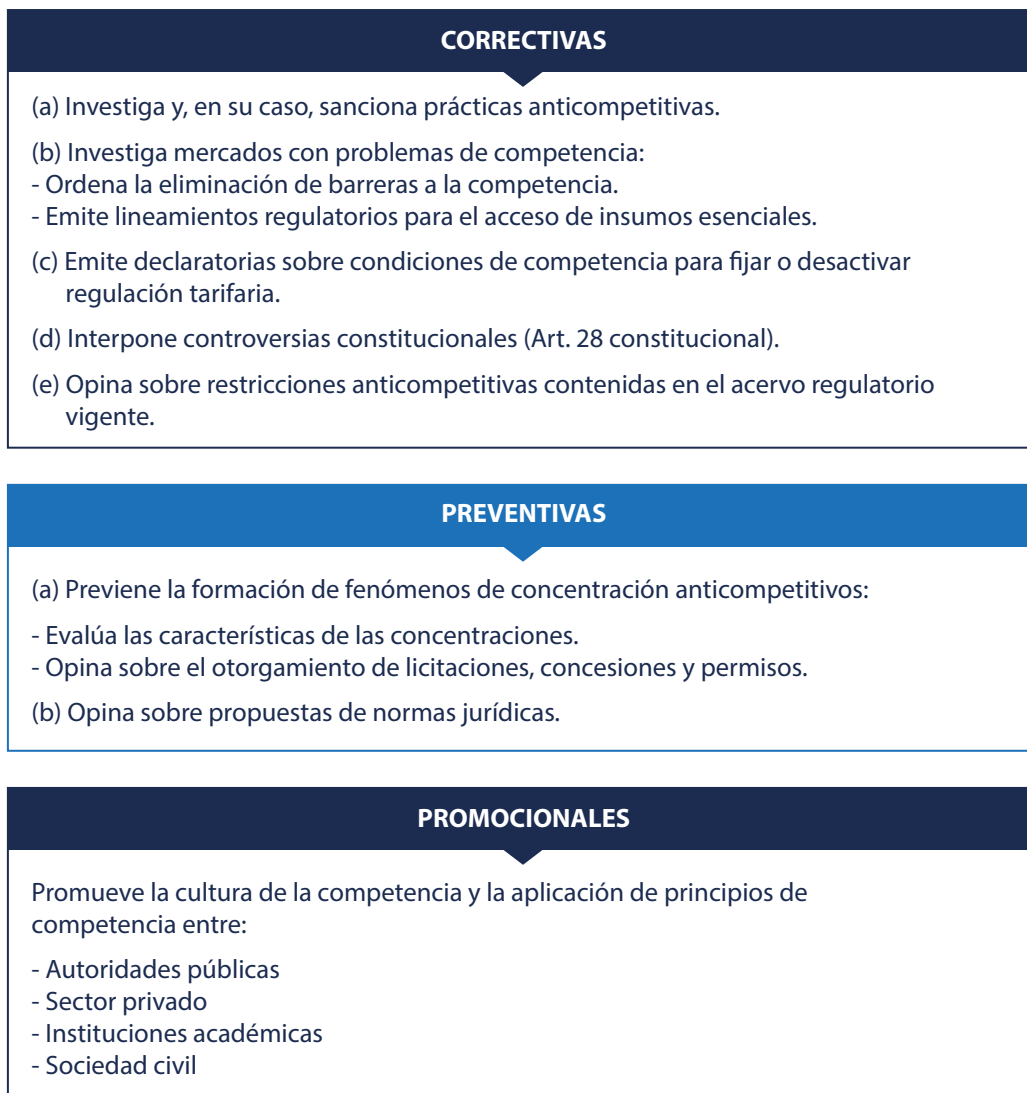 CORRECTIVAS
(a) Investiga y, en su caso, sanciona prácticas anticompetitivas.
(b) Investiga mercados con problemas de competencia:
- Ordena la eliminación de barreras a la competencia.
- Emite lineamientos regulatorios para el acceso de insumos esenciales.
(c) Emite declaratorias sobre condiciones de competencia para fijar o desactivar
regulación tarifaria.
(d) Interpone controversias constitucionales (Art. 28 constitucional).
(e) Opina sobre restricciones anticompetitivas contenidas en el acervo regulatorio
vigente.
PREVENTIVAS
(a) Previene la formación de fenómenos de concentración anticompetitivos:
- Evalúa las características de las concentraciones.
- Opina sobre el otorgamiento de licitaciones, concesiones y permisos.
(b) Opina sobre propuestas de normas jurídicas.
PROMOCIONALES
Promueve la cultura de la competencia y la aplicación de principios de
competencia entre:
- Autoridades públicas
- Sector privado
- Instituciones académicas
- Sociedad civil